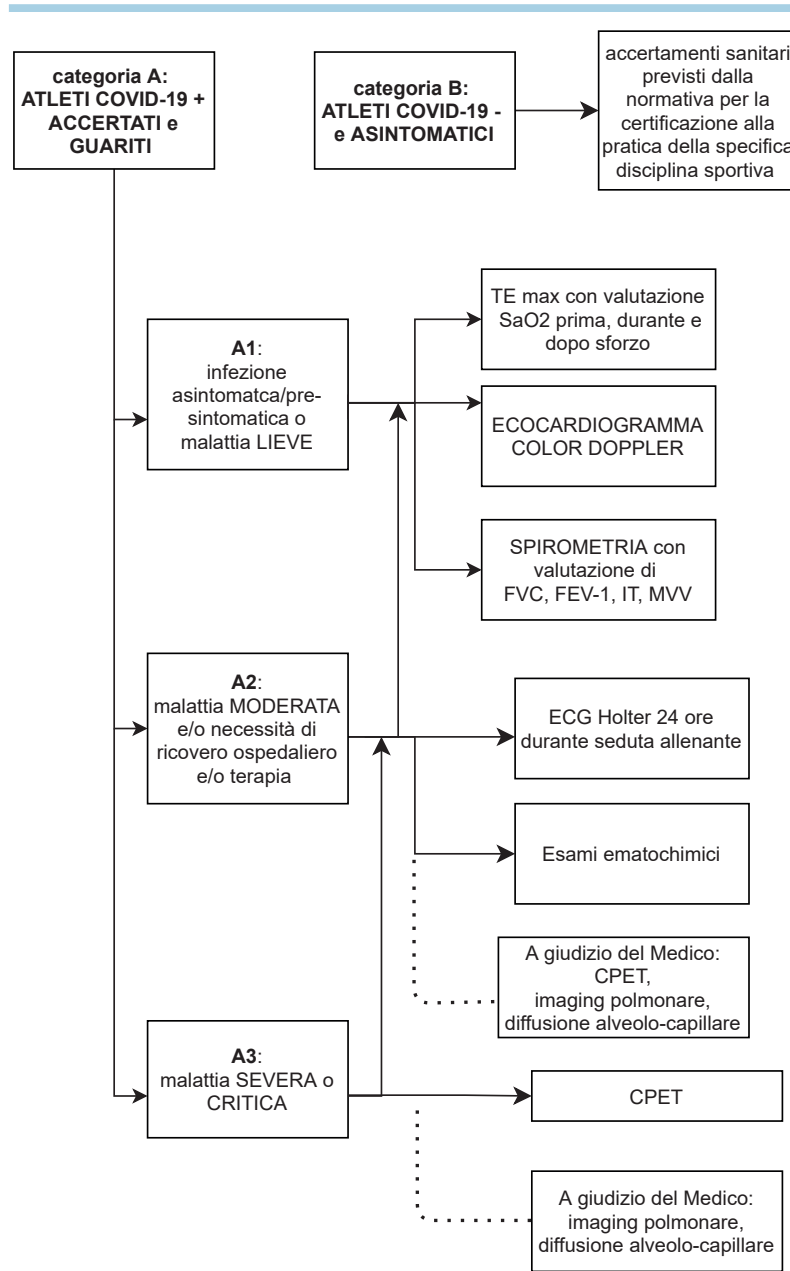 categoria A:
ATLETI COVID-19 +
ACCERTATI e
GUARITI
categoria B:
ATLETI COVID-19 -
e ASINTOMATICI
accertamenti sanitari
previsti dalla
normativa per la
certificazione alla
pratica della specifica
disciplina sportiva
A1:
infezione
asintomatca/pre-
sintomatica o
malattia LIEVE
TE max con valutazione
SaO2 prima, durante e
dopo sforzo
ECOCARDIOGRAMMA
COLOR DOPPLER
SPIROMETRIA con
valutazione di
FVC, FEV-1, IT, MVV
A2:
malattia MODERATA
e/o necessità di
ricovero ospedaliero
e/o terapia
ECG Holter 24 ore
durante seduta allenante
Esami ematochimici
A giudizio del Medico:
CPET,
imaging polmonare,
diffusione alveolo-capillare
A3:
malattia SEVERA o
CRITICA
CPET
A giudizio del Medico:
imaging polmonare,
diffusione alveolo-capillare